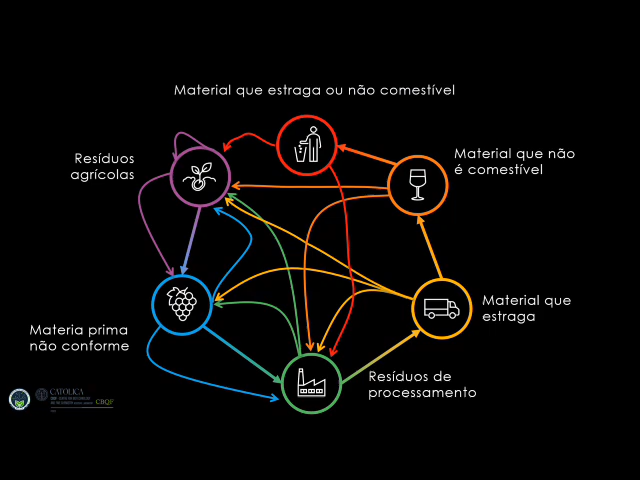 Material que estraga ou não comestível
Resíduos
agrícolas
Material que não
é comestível
Material que
estraga
Materia prima
não conforme
Resíduos de
processamento
CATOLICA
CBQF